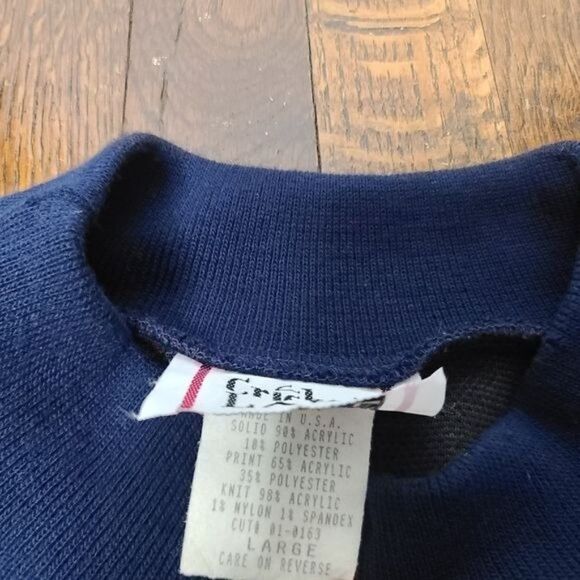 MADE IN U.S.A.
SOLID 90% ACRYLIC
10% POLYESTER
PRINT 65% ACRYLIC
35% POLYESTER
KNIT 98% ACRYLIC
1% NYLON 1% SPANDEX
CUT# 01-0163
LARGE
CARE ON REVERSE